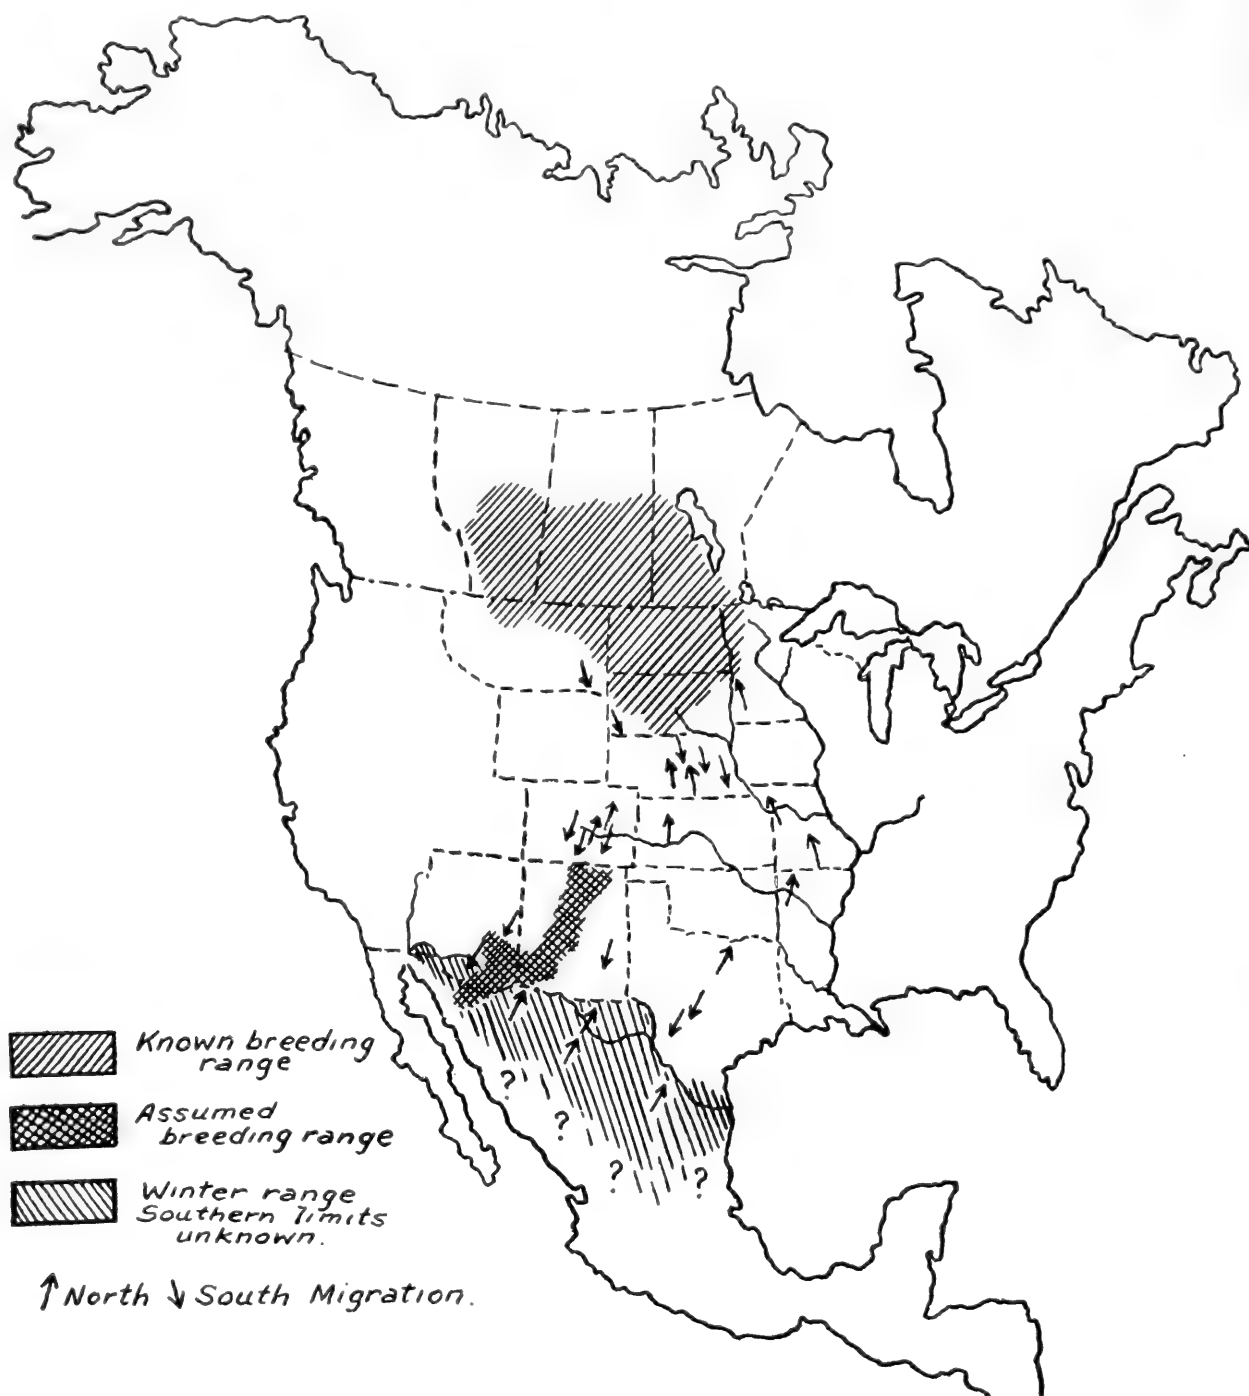 Known breeding
range
Assumed
breeding range
Winter range
Southern limits
unknown.
North South Migration.
?
?
?
?